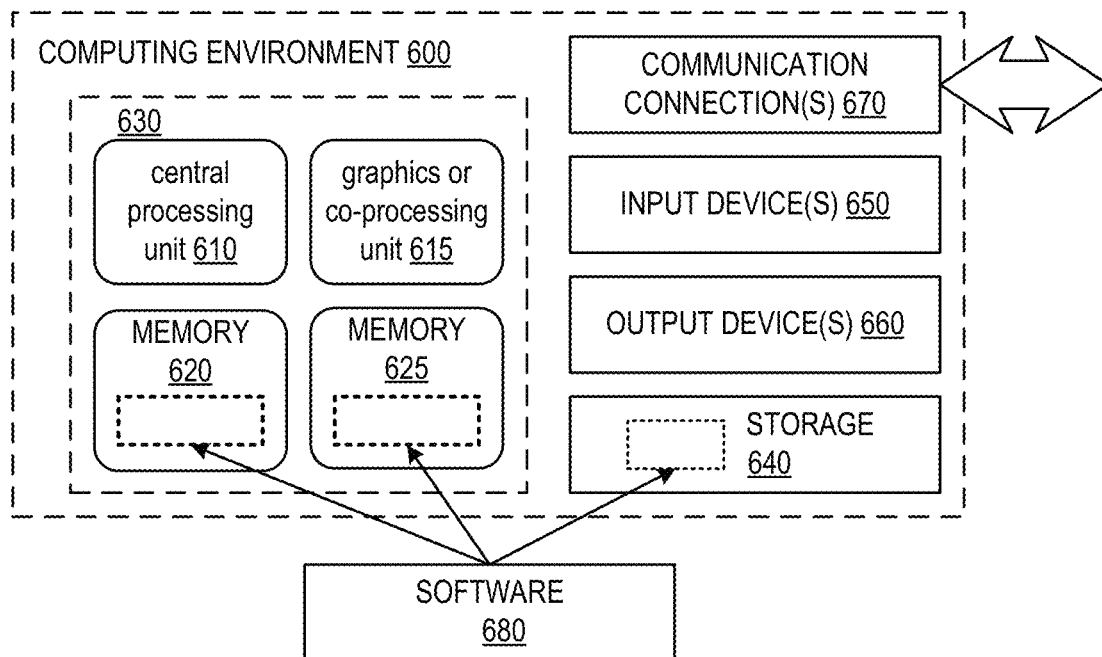 COMPUTING ENVIRONMENT 600
630
central
processing
unit 610
graphics or
co-processing
unit 615
MEMORY
620
MEMORY
625
COMMUNICATION
CONNECTION(S) 670
INPUT DEVICE(S) 650
OUTPUT DEVICE(S) 660
STORAGE
640
SOFTWARE
680